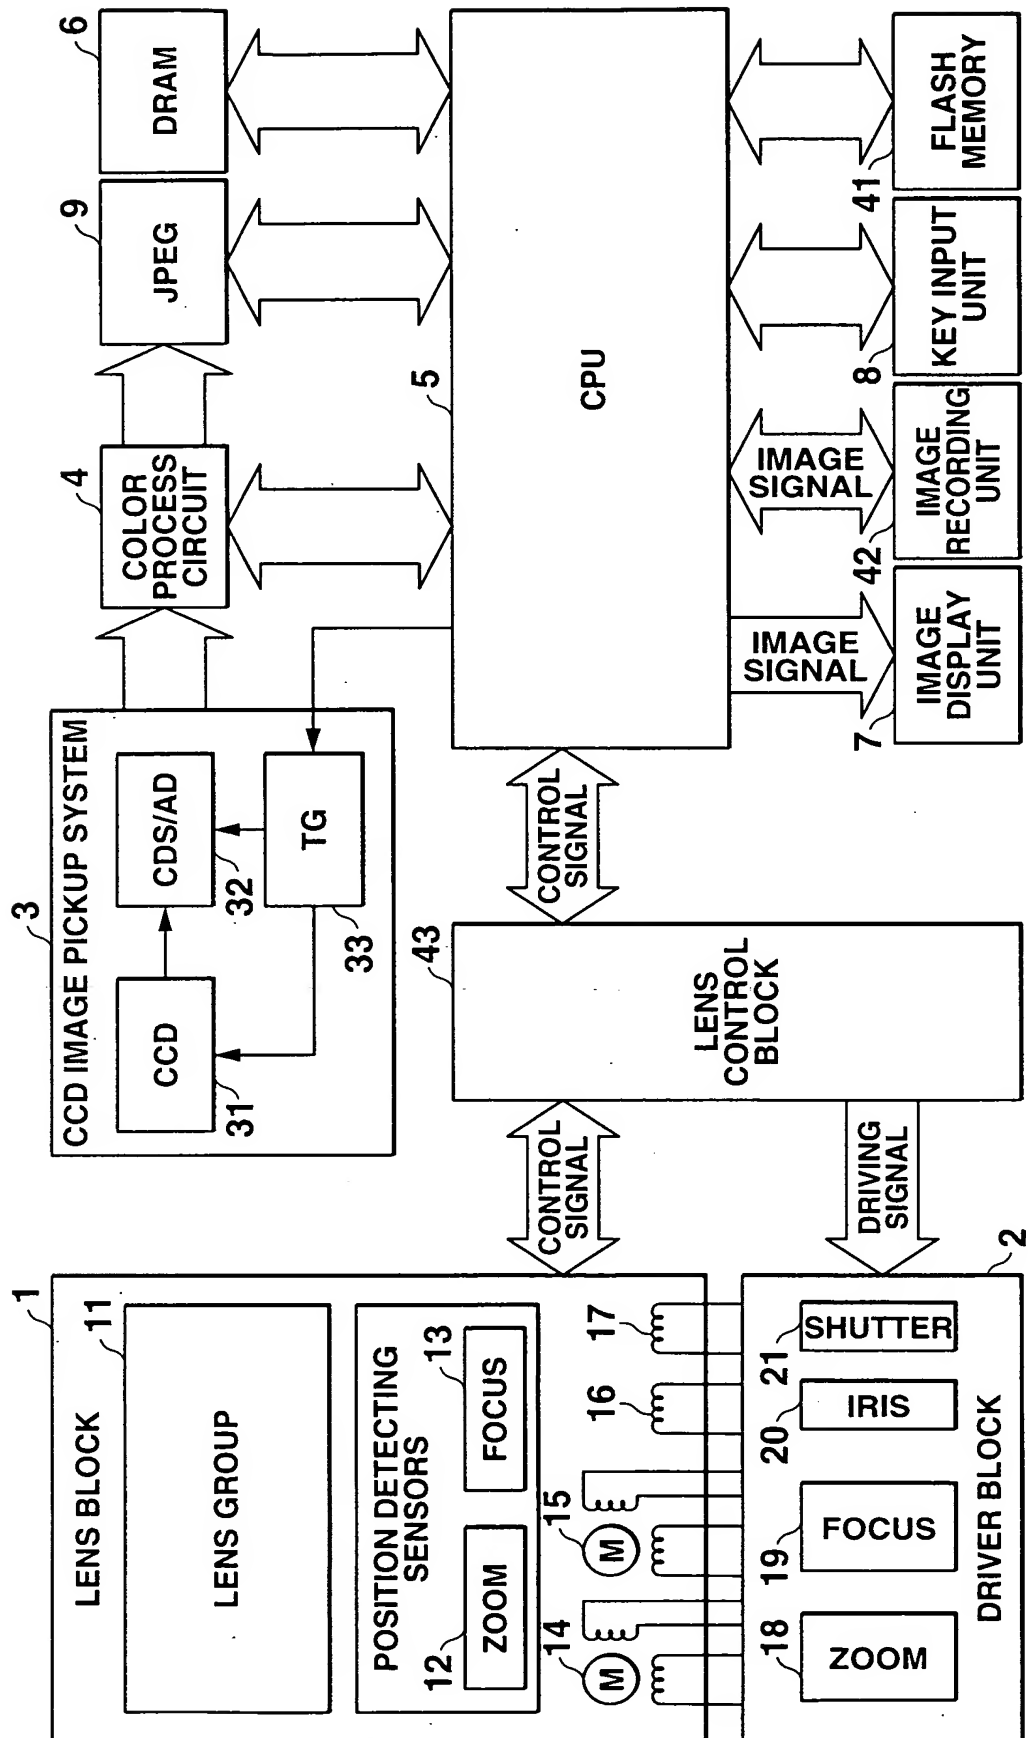 1
LENS BLOCK
11
LENS GROUP
POSITION DETECTING
SENSORS
12
ZOOM
13
FOCUS
14
M
15
M
16
17
18
ZOOM
19
FOCUS
20
IRIS
21
SHUTTER
DRIVER BLOCK
2
3
CCD IMAGE PICKUP SYSTEM
CCD
31
CDS/AD
32
TG
33
CONTROL
SIGNAL
DRIVING
SIGNAL
43
LENS
CONTROL
BLOCK
CONTROL
SIGNAL
4
COLOR
PROCESS
CIRCUIT
9
JPEG
6
DRAM
5
CPU
IMAGE
SIGNAL
IMAGE
SIGNAL
7
IMAGE
DISPLAY
UNIT
42
IMAGE
RECORDING
UNIT
8
KEY INPUT
UNIT
41
FLASH
MEMORY